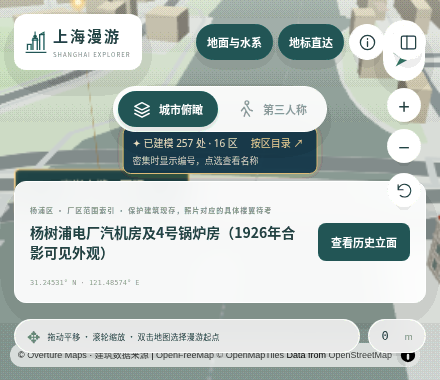 上海漫游
SHANGHAI EXPLORER
地面与水系
地标直达
城市俯瞰
第三人称
✦ 已建模 257 处 · 16 区 按区目录 ↗
密集时显示编号，点选查看名称
杨浦区 · 厂区范围索引 · 保护建筑现存，照片对应的具体楼置待考
杨树浦电厂汽机房及4号锅炉房（1926年合影可见外观）
查看历史立面
31.24531° N · 121.48574° E
拖动平移 · 滚轮缩放 · 双击地图选择漫游起点
0 m
© Overture Maps · 建筑数据来源 | OpenFreeMap © OpenMapTiles Data from OpenStreetMap